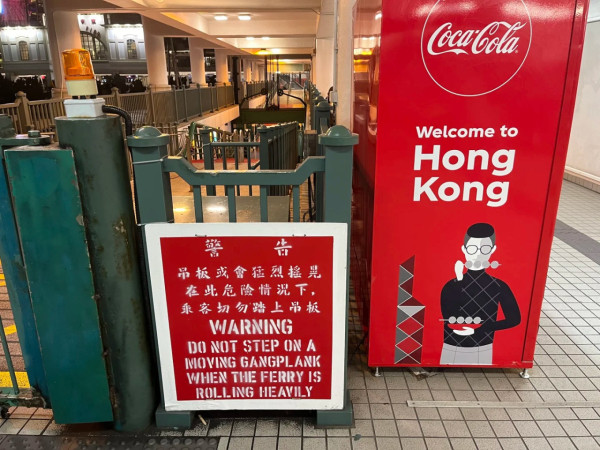 Coca-Cola
Welcome to
Hong
Kong
警 告
吊板或會猛烈搖晃
在此危險情況下,
乘客切勿踏上吊板
WARNING
DO NOT STEP ON A
MOVING GANGPLANK
WHEN THE FERRY IS
ROLLING HEAVILY